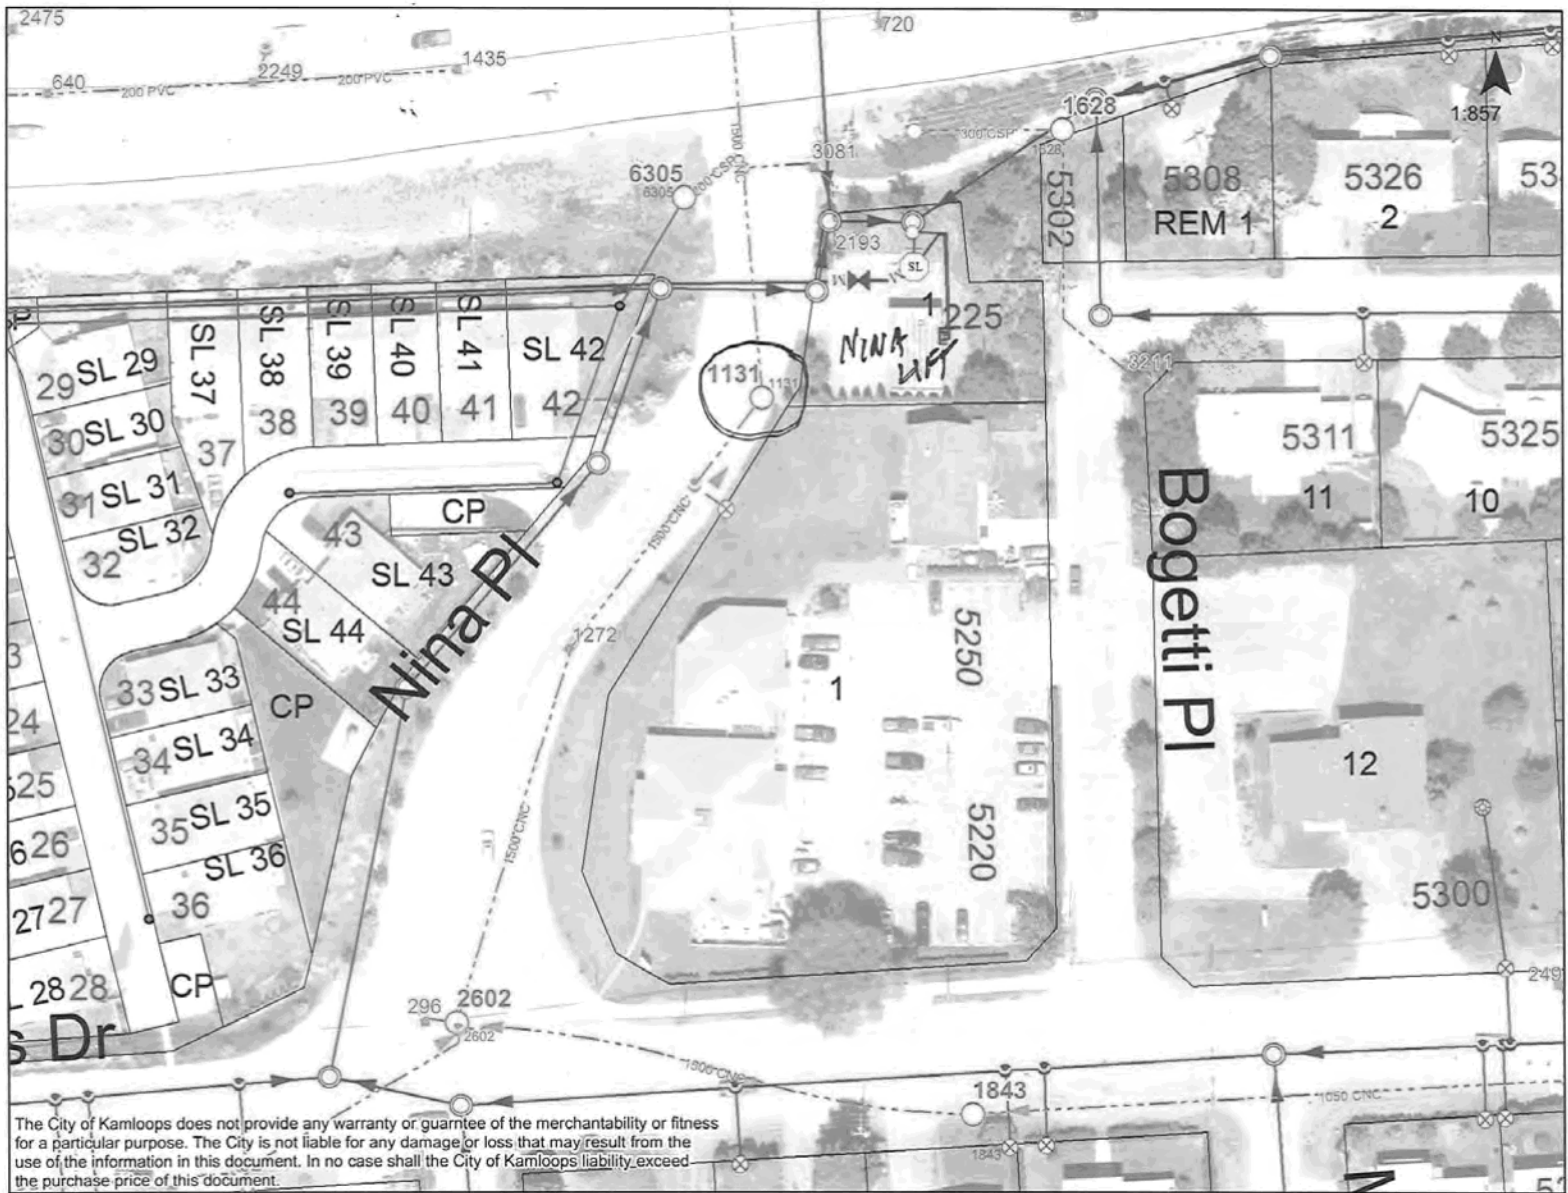 2475
720
1435
2249
640
200 PVC
200 PVC
N
1:857
1628
300 CSP
1628
1500 CNC
3081
6305
6305
200 CSP
5308
REM 1
5326
2
53
5302
2193
SL
1
225
NINA
LIFT
1131
1131
3211
SL 29
29
SL 30
30
SL 31
31
SL 32
32
SL 37
37
SL 38
38
SL 39
39
SL 40
40
SL 41
41
SL 42
42
CP
43
SL 43
44
SL 44
Nina Pl
1500 CNC
1272
5311
11
5325
10
Bogetti Pl
5250
1
5220
12
5300
3
33
SL 33
CP
24
34
SL 34
525
35
SL 35
6 26
SL 36
36
27 27
L 28 28
CP
s Dr
1500 CNC
296
2602
2602
249
1500 CNC
1843
1050 CNC
1843
The City of Kamloops does not provide any warranty or guarntee of the merchantability or fitness
for a particular purpose. The City is not liable for any damage or loss that may result from the
use of the information in this document. In no case shall the City of Kamloops liability exceed
the purchase price of this document.